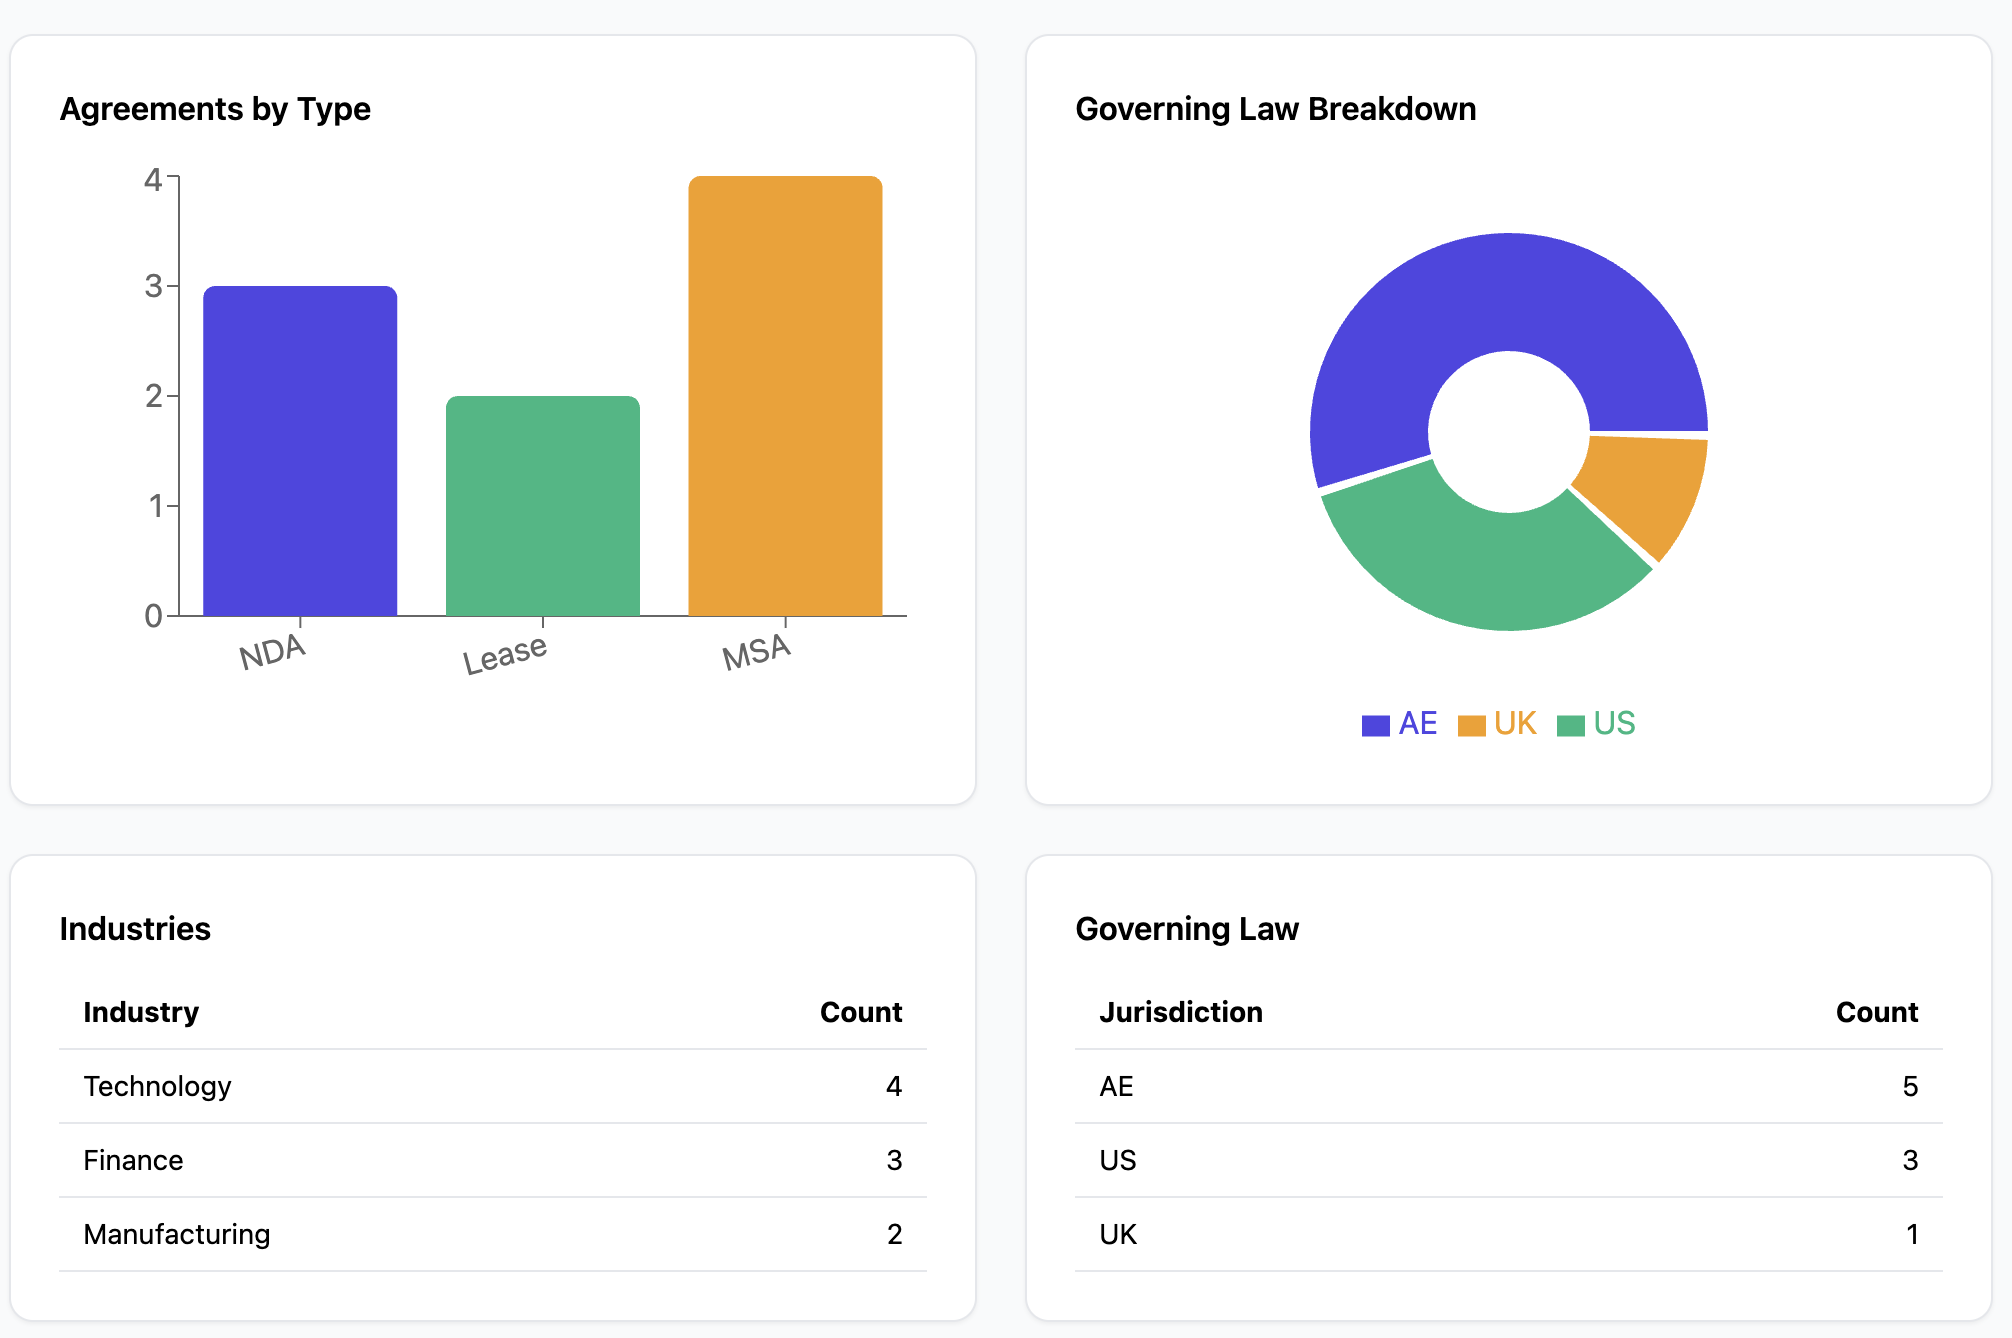 Agreements by Type
4
3
2
1
0
NDA
Lease
MSA
Governing Law Breakdown
AE UK US
Industries
Industry Count
Technology 4
Finance 3
Manufacturing 2
Governing Law
Jurisdiction Count
AE 5
US 3
UK 1